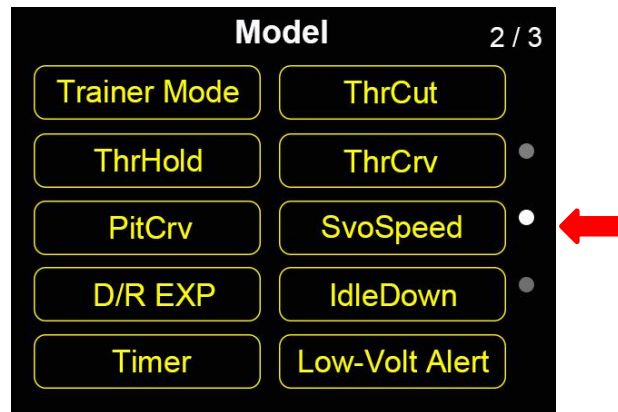 Model 2 / 3
Trainer Mode ThrCut
ThrHold ThrCrv
PitCrv SvoSpeed
D/R EXP IdleDown
Timer Low-Volt Alert